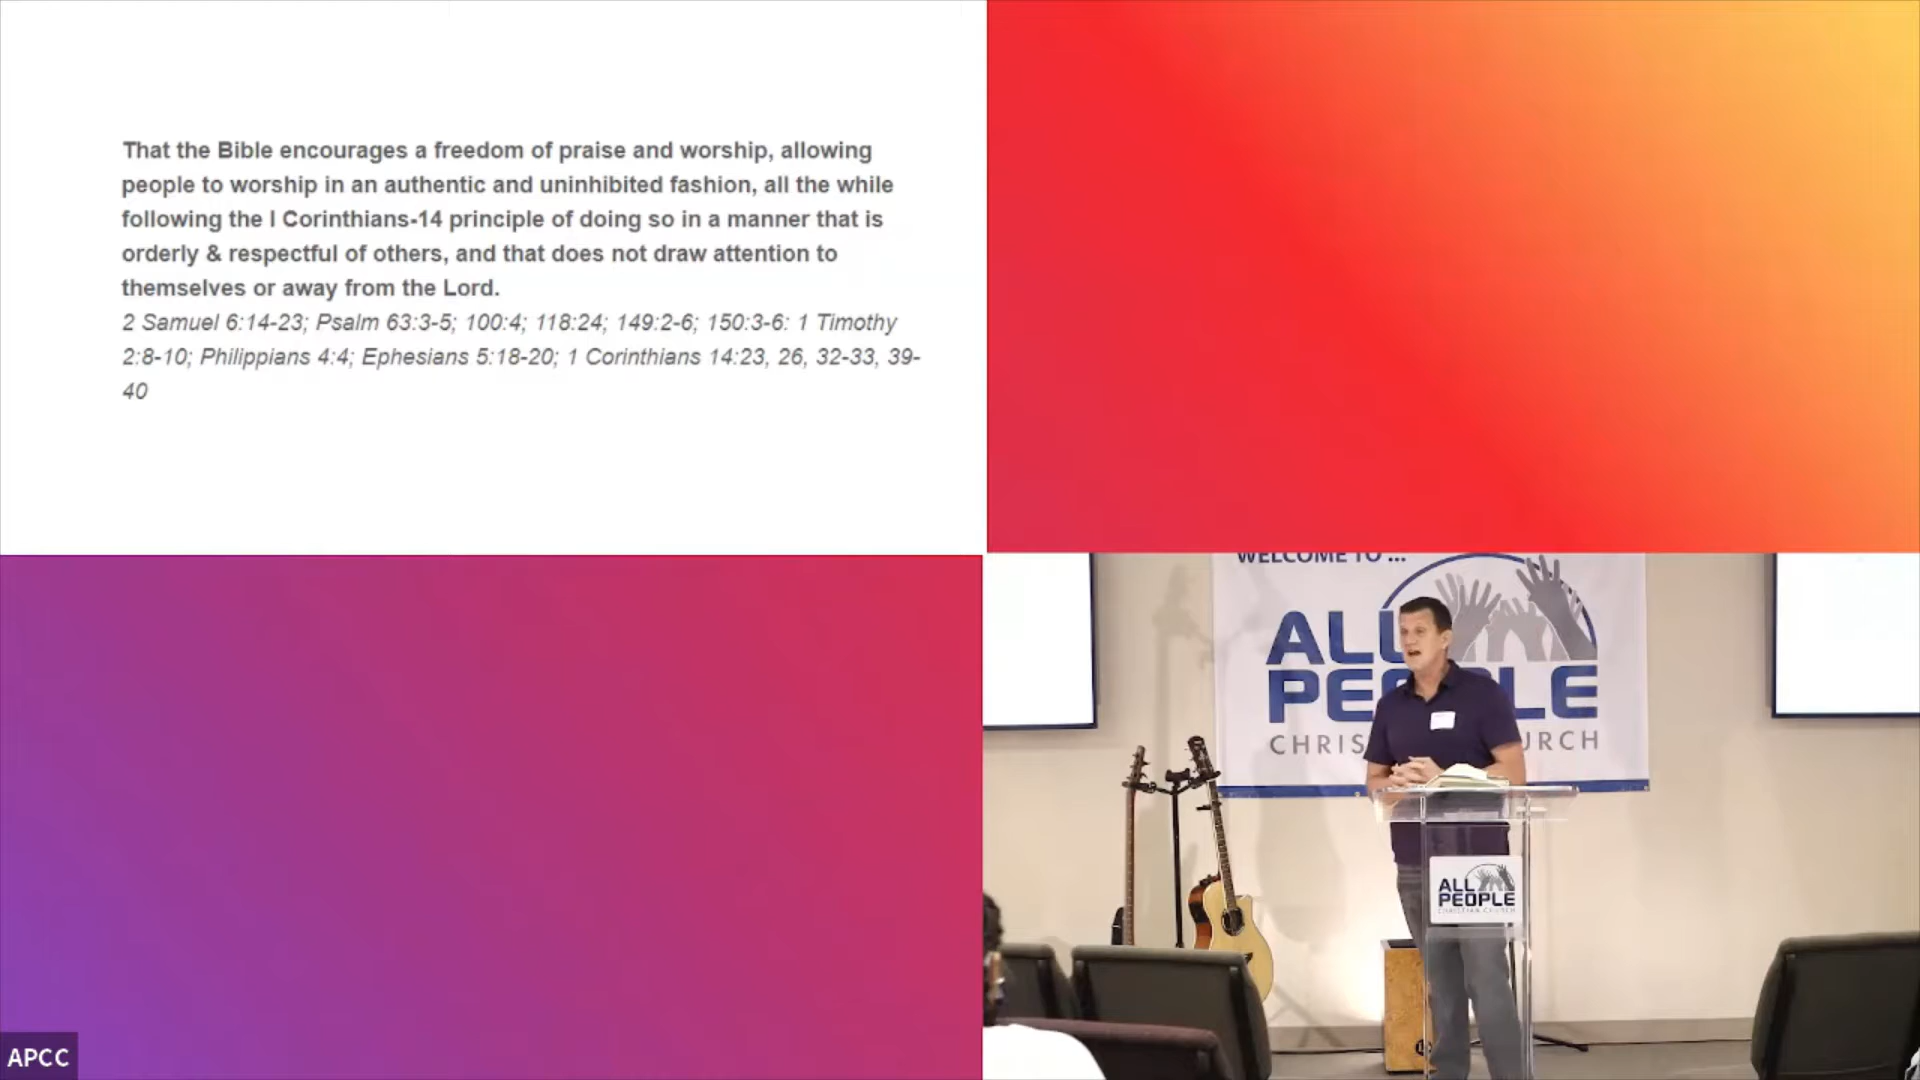 That the Bible encourages a freedom of praise and worship, allowing
people to worship in an authentic and uninhibited fashion, all the while
following the I Corinthians-14 principle of doing so in a manner that is
orderly & respectful of others, and that does not draw attention to
themselves or away from the Lord.
2 Samuel 6:14-23; Psalm 63:3-5; 100:4; 118:24; 149:2-6; 150:3-6: 1 Timothy
2:8-10; Philippians 4:4; Ephesians 5:18-20; 1 Corinthians 14:23, 26, 32-33, 39-
40
WELCOME TO ...
ALL
PEOPLE
CHRIS URCH
ALL
PEOPLE
CHRISTIAN CHURCH
APCC